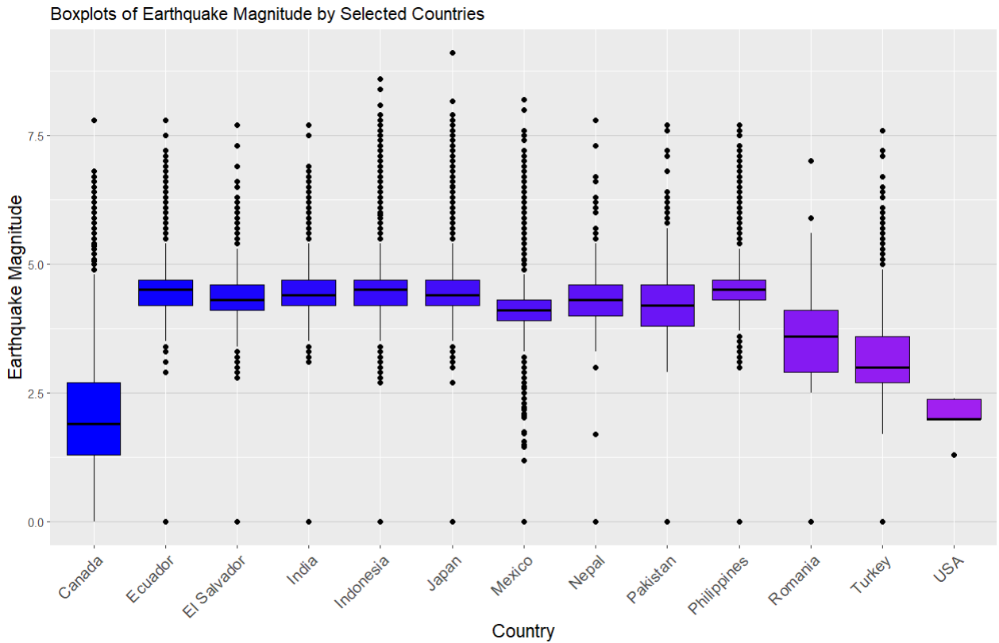 Boxplots of Earthquake Magnitude by Selected Countries
Earthquake Magnitude
7.5
5.0
2.5
0.0
Canada
Ecuador
El Salvador
India
Indonesia
Japan
Mexico
Nepal
Pakistan
Philippines
Romania
Turkey
USA
Country